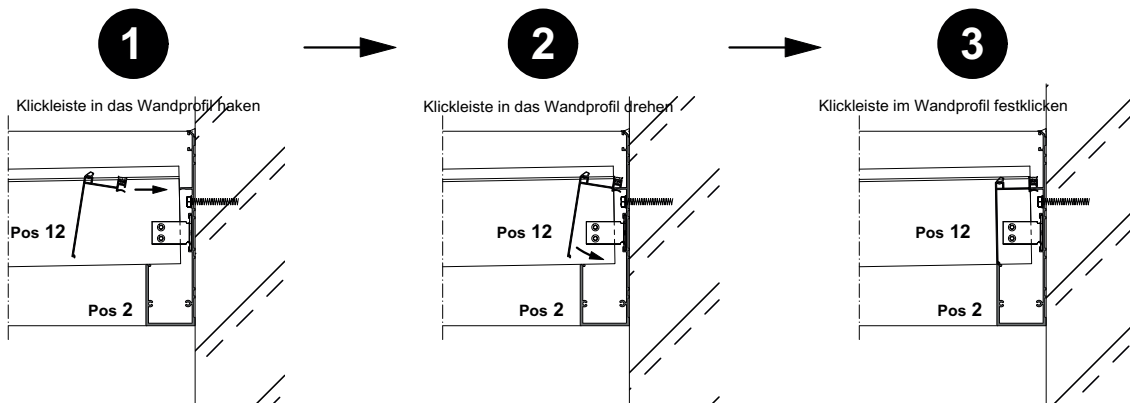 1
2
3
Klickleiste in das Wandprofil haken
Klickleiste in das Wandprofil drehen
Klickleiste im Wandprofil festklicken
Pos 12
Pos 12
Pos 12
Pos 2
Pos 2
Pos 2